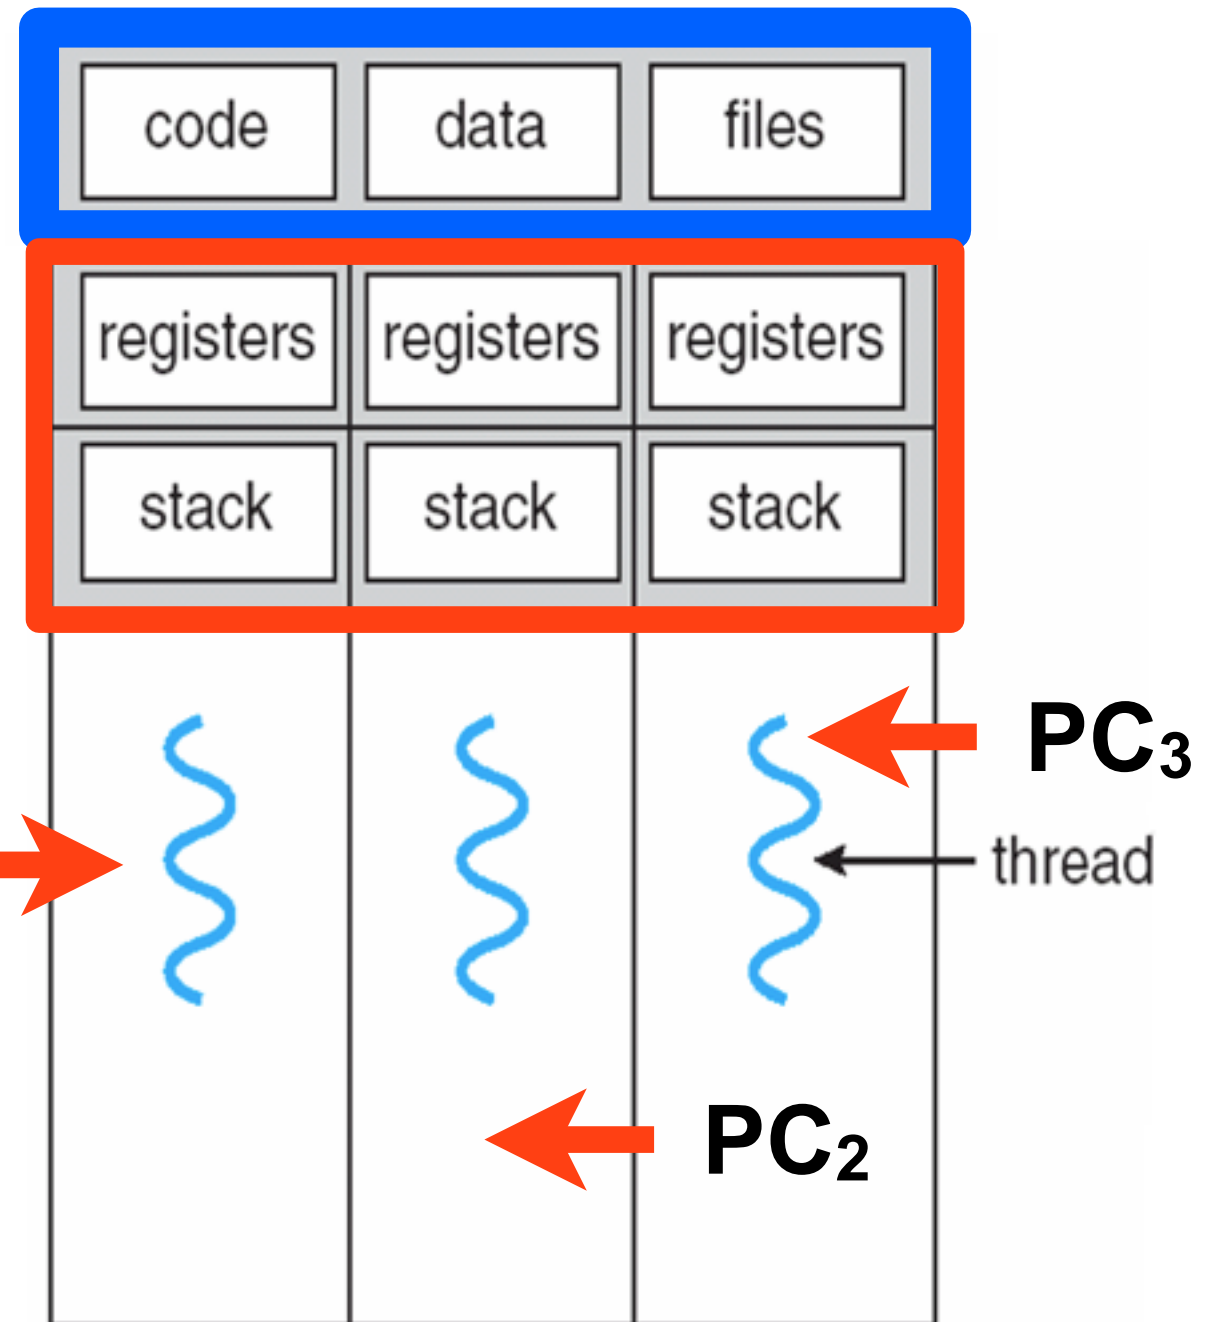 code data files
registers registers registers
stack stack stack
PC3
thread
PC2